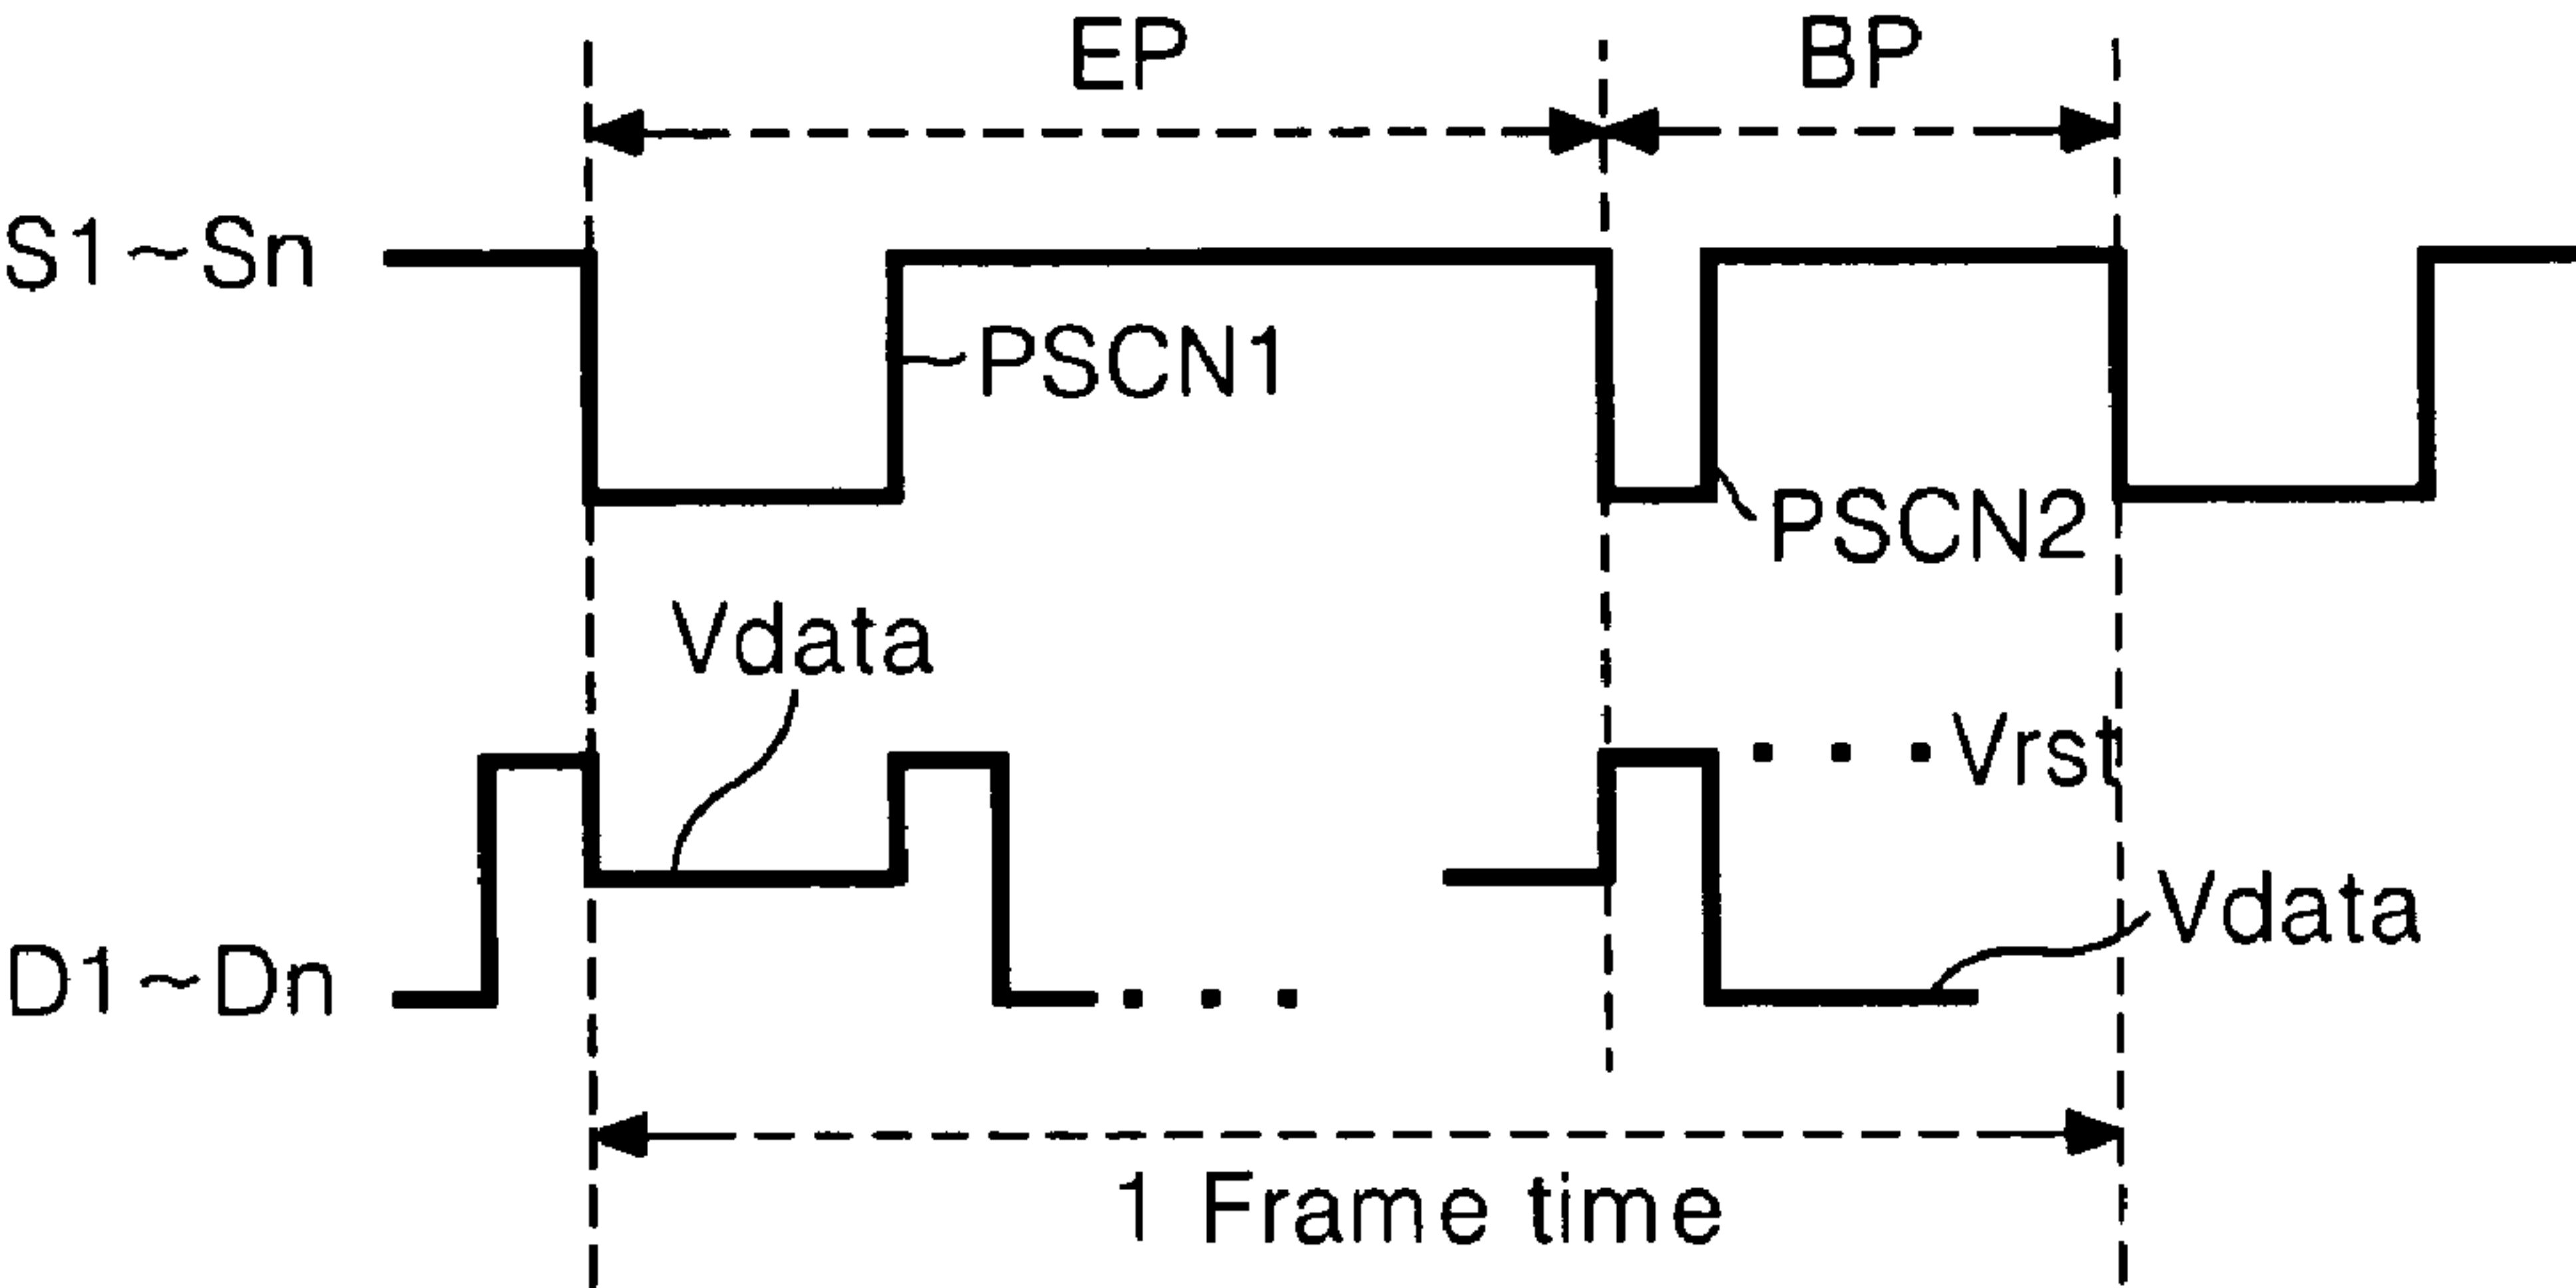 EP
BP
S1~Sn
PSCN1
PSCN2
Vdata
Vrst
D1~Dn
Vdata
1 Frame time